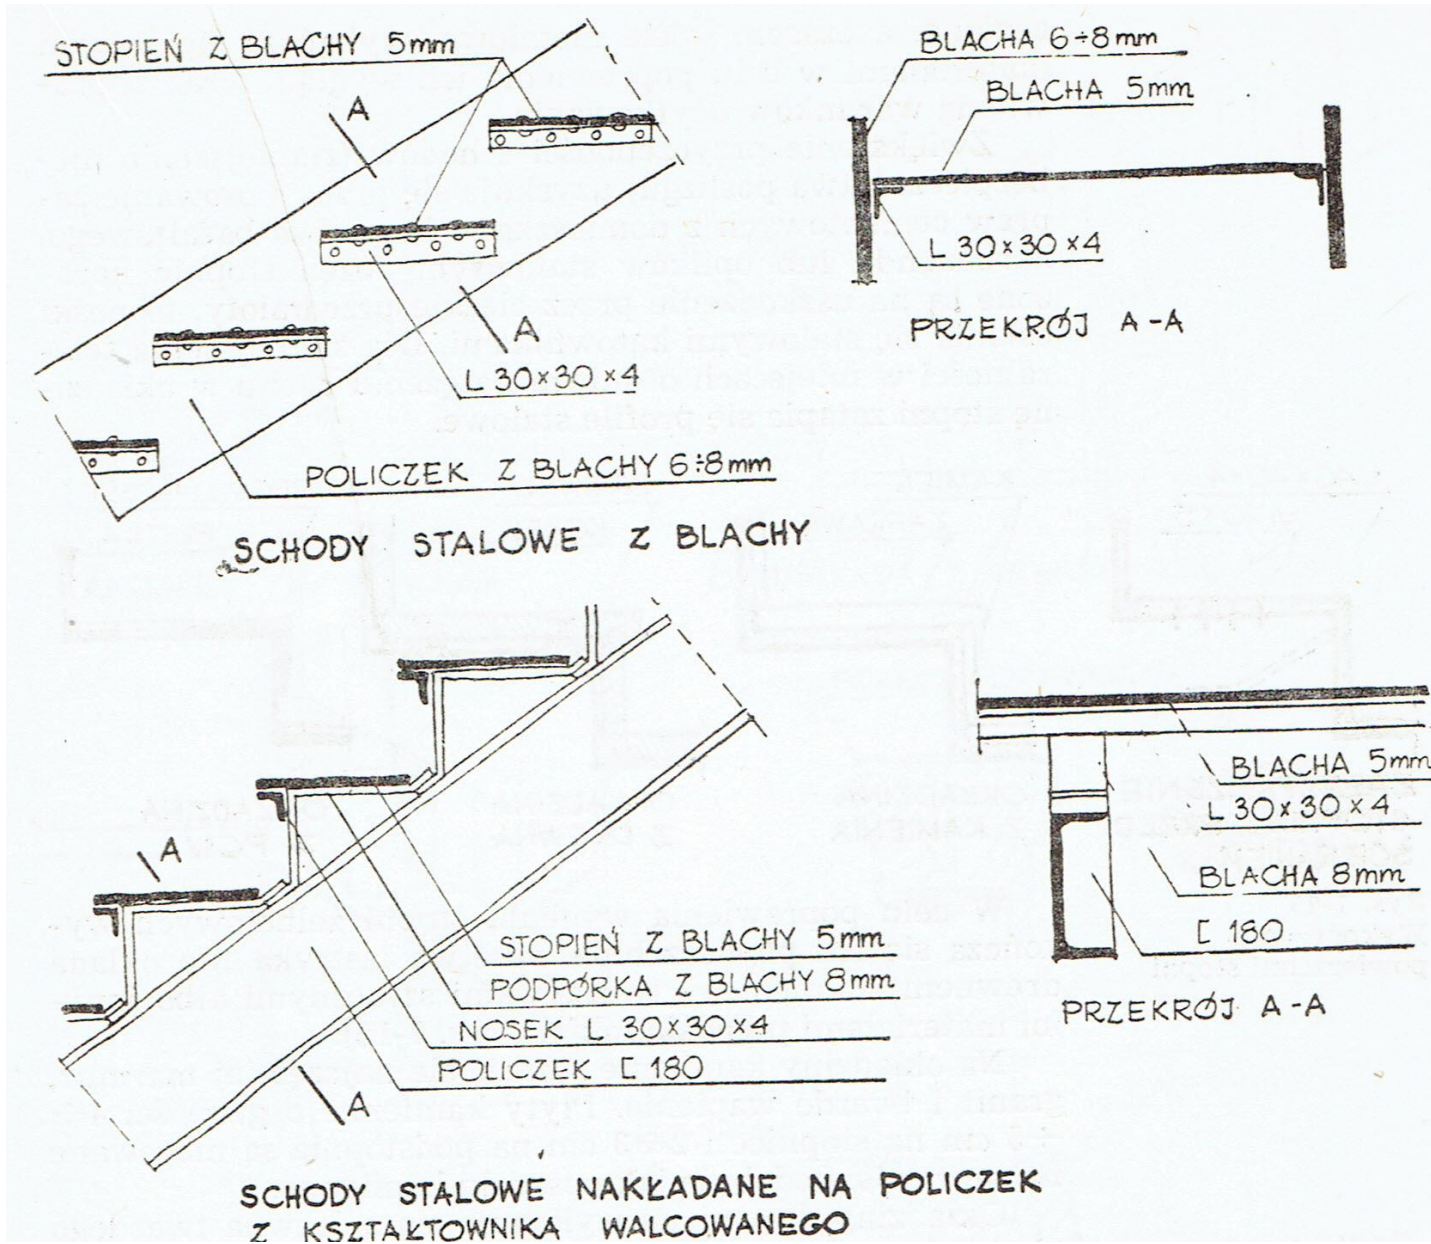 STOPIEŃ Z BLACHY 5mm
A
A
L 30×30×4
POLICZEK Z BLACHY 6÷8mm
BLACHA 6÷8mm
BLACHA 5mm
L 30×30×4
PRZEKRÓJ A-A
SCHODY STALOWE Z BLACHY
A
STOPIEŃ Z BLACHY 5mm
PODPÓRKA Z BLACHY 8mm
NOSEK L 30×30×4
POLICZEK [ 180
A
BLACHA 5mm
L 30×30×4
BLACHA 8mm
[ 180
PRZEKRÓJ A-A
SCHODY STALOWE NAKŁADANE NA POLICZEK
Z KSZTAŁTOWNIKA WALCOWANEGO